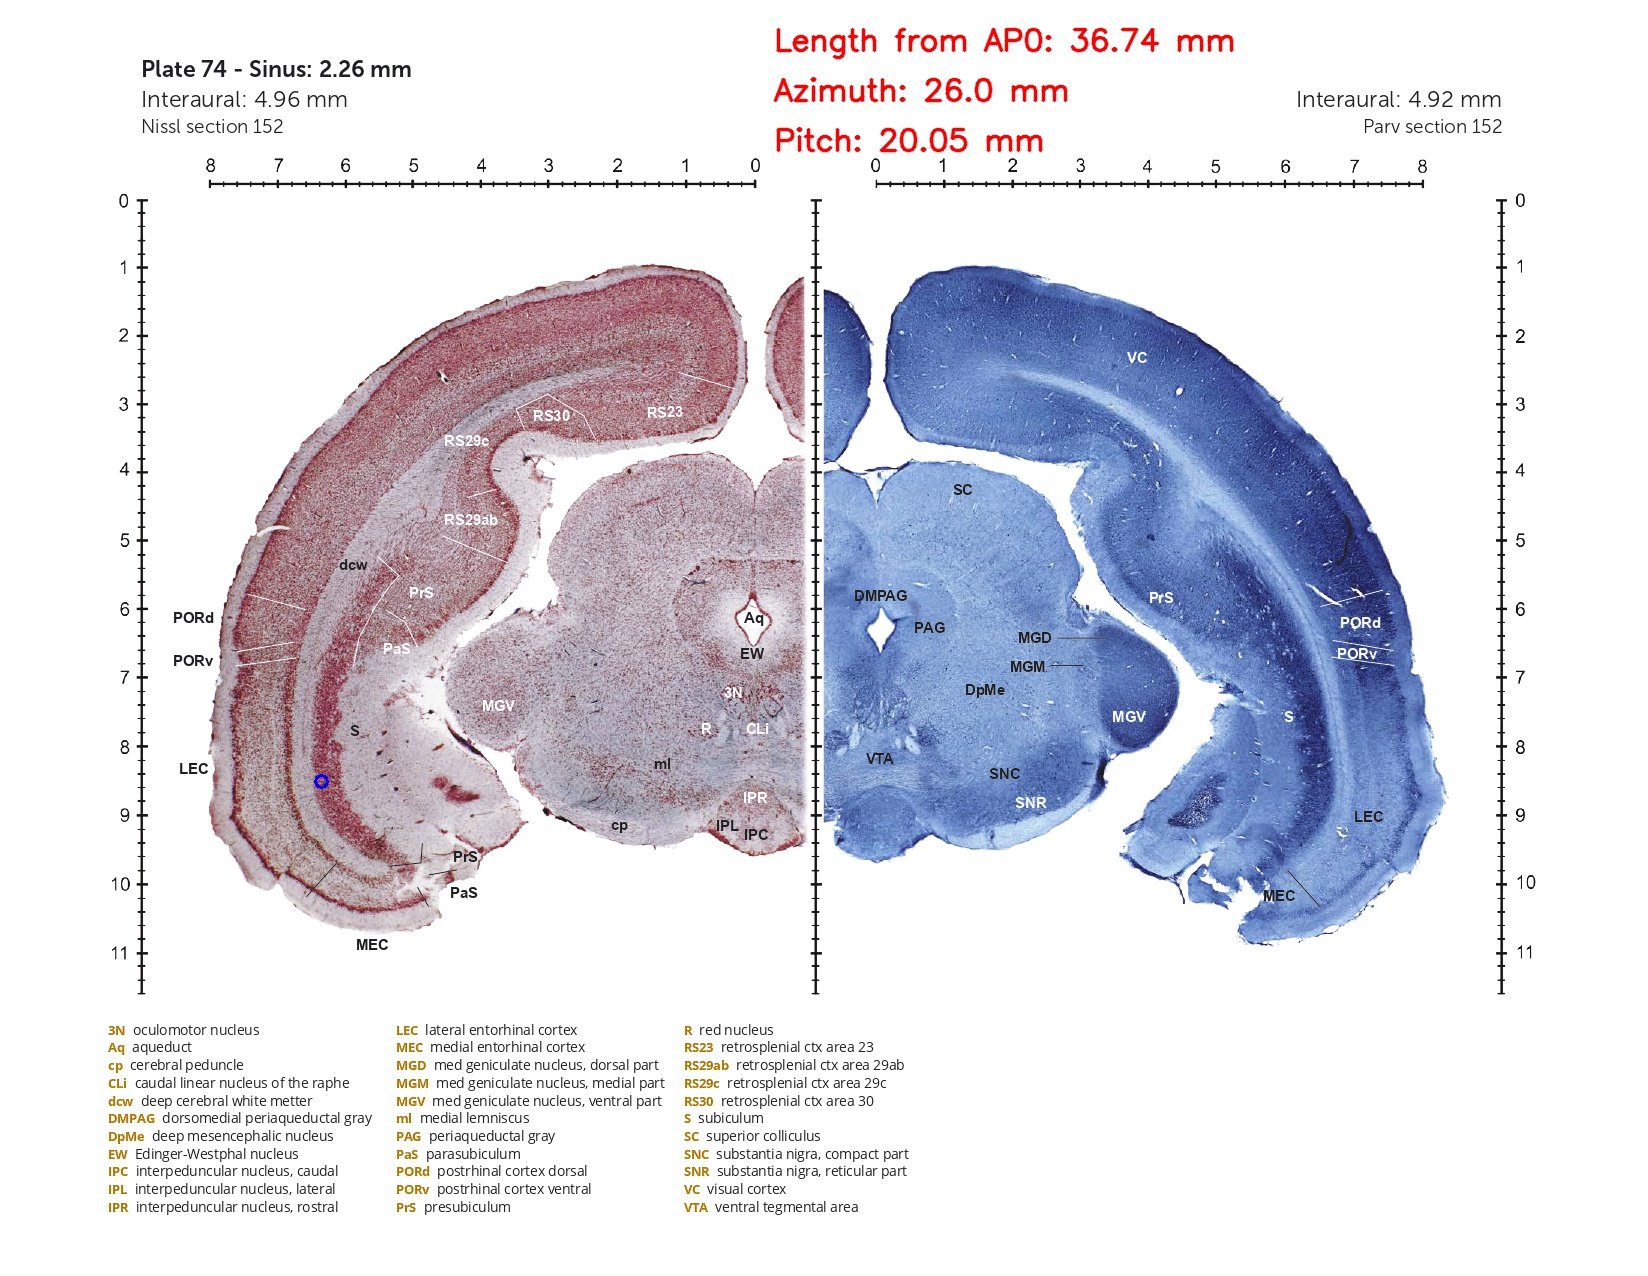 Length from AP0: 36.74 mm
Plate 74 - Sinus: 2.26 mm
Azimuth: 26.0 mm
Interaural: 4.96 mm
Interaural: 4.92 mm
Nissl section 152
Parv section 152
Pitch: 20.05 mm
8 7 6 5 4 3 2 1 0
0 1 2 3 4 5 6 7 8
0 0
1 1
2 2
VC
3 3
RS30 RS23
RS29c
4 4
SC
RS29ab
5 5
dcw
PrS DMPAG PrS
6 6
PORd Aq PAG PORd
MGD
PaS EW PORv
PORv MGM
7 7
3N DpMe
MGV MGV S
S R CLi
8 8
VTA
LEC ml SNC
IPR SNR
9 9
cp IPL IPC LEC
PrS
10 10
PaS MEC
MEC
11 11
3N oculomotor nucleus
Aq aqueduct
cp cerebral peduncle
CLi caudal linear nucleus of the raphe
dcw deep cerebral white metter
DMPAG dorsomedial periaqueductal gray
DpMe deep mesencephalic nucleus
EW Edinger-Westphal nucleus
IPC interpeduncular nucleus, caudal
IPL interpeduncular nucleus, lateral
IPR interpeduncular nucleus, rostral
LEC lateral entorhinal cortex
MEC medial entorhinal cortex
MGD med geniculate nucleus, dorsal part
MGM med geniculate nucleus, medial part
MGV med geniculate nucleus, ventral part
ml medial lemniscus
PAG periaqueductal gray
PaS parasubiculum
PORd postrhinal cortex dorsal
PORv postrhinal cortex ventral
PrS presubiculum
R red nucleus
RS23 retrosplenial ctx area 23
RS29ab retrosplenial ctx area 29ab
RS29c retrosplenial ctx area 29c
RS30 retrosplenial ctx area 30
S subiculum
SC superior colliculus
SNC substantia nigra, compact part
SNR substantia nigra, reticular part
VC visual cortex
VTA ventral tegmental area